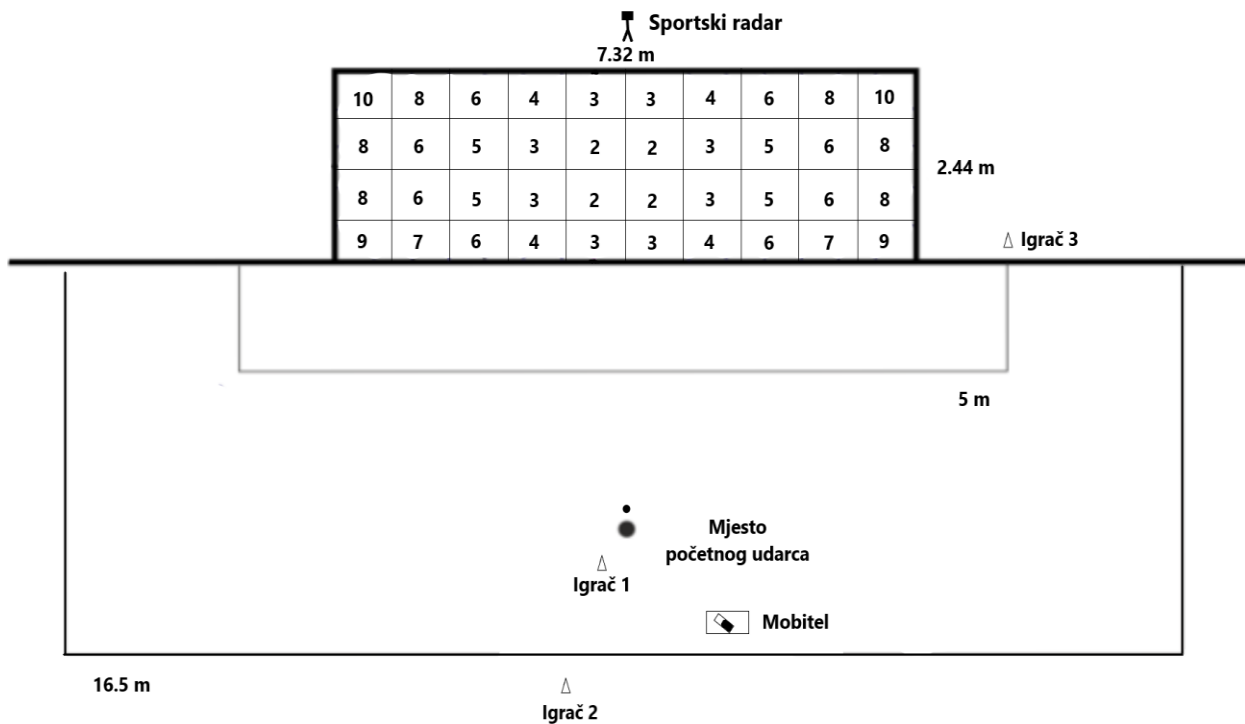 Sportski radar
7.32 m
10 8 6 4 3 3 4 6 8 10
8 6 5 3 2 2 3 5 6 8
2.44 m
8 6 5 3 2 2 3 5 6 8
9 7 6 4 3 3 4 6 7 9
Igrač 3
5 m
Mjesto
početnog udarca
Igrač 1
Mobitel
16.5 m
Igrač 2